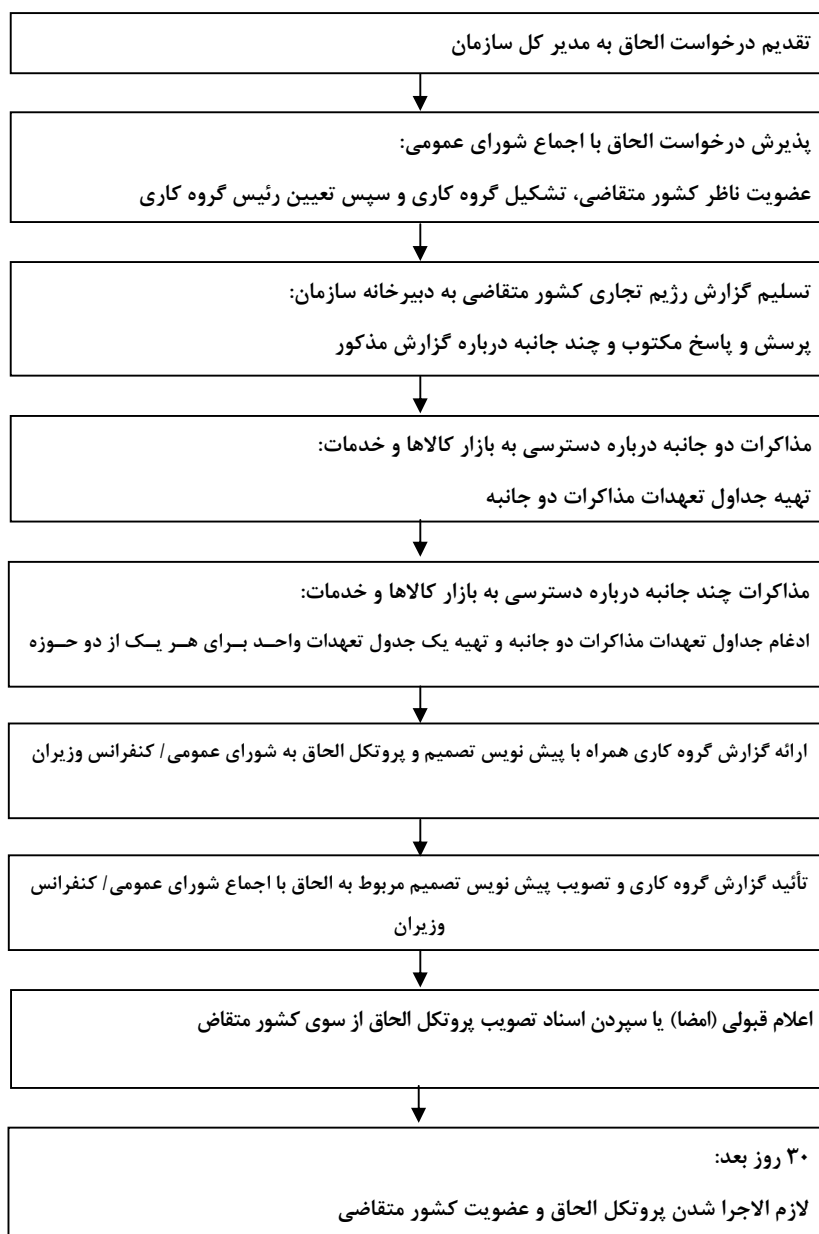 تقدیم درخواست الحاق به مدیر کل سازمان
پذیرش درخواست الحاق با اجماع شورای عمومی:
عضویت ناظر کشور متقاضی، تشکیل گروه کاری و سپس تعیین رئیس گروه کاری
تسلیم گزارش رژیم تجاری کشور متقاضی به دبیرخانه سازمان:
پرسش و پاسخ مکتوب و چند جانبه درباره گزارش مذکور
مذاکرات دو جانبه درباره دسترسی به بازار کالاها و خدمات:
تهیه جداول تعهدات مذاکرات دو جانبه
مذاکرات چند جانبه درباره دسترسی به بازار کالاها و خدمات:
ادغام جداول تعهدات مذاکرات دو جانبه و تهیه یک جدول تعهدات واحـد بـرای هـر یـک از دو حـوزه
ارائه گزارش گروه کاری همراه با پیش نویس تصمیم و پروتکل الحاق به شورای عمومی/ کنفرانس وزیران
تأئید گزارش گروه کاری و تصویب پیش نویس تصمیم مربوط به الحاق با اجماع شورای عمومی/ کنفرانس
وزیران
اعلام قبولی (امضا) یا سپردن اسناد تصویب پروتکل الحاق از سوی کشور متقاض
۳۰ روز بعد:
لازم الاجرا شدن پروتکل الحاق و عضویت کشور متقاضی